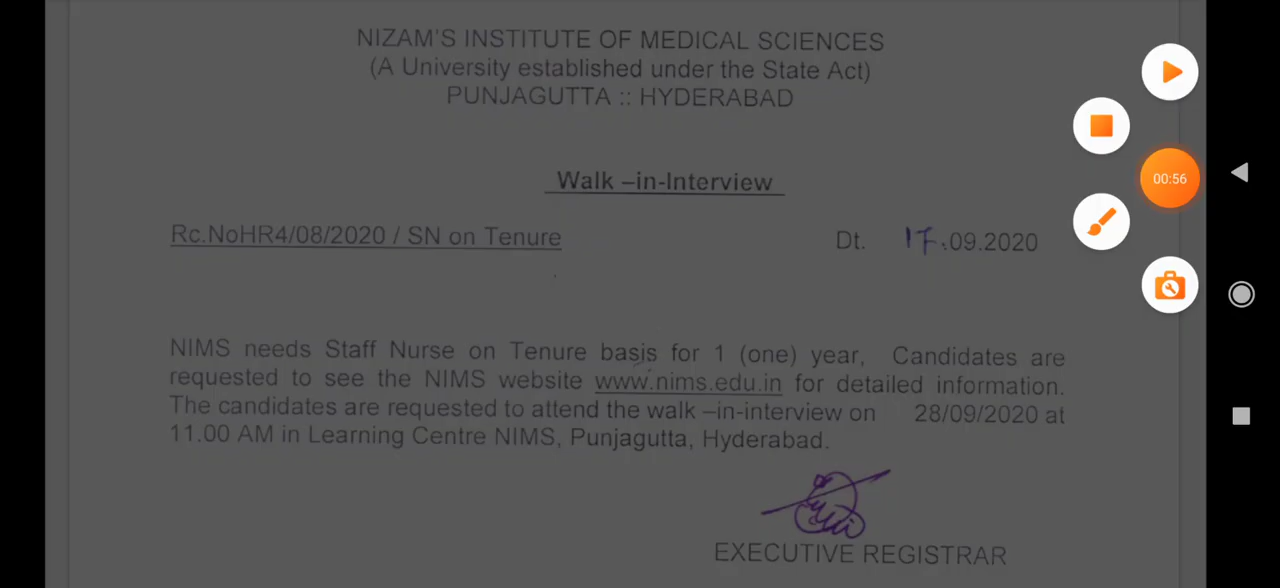 NIZAM'S INSTITUTE OF MEDICAL SCIENCES
(A University established under the State Act)
PUNJAGUTTA :: HYDERABAD
Walk –in-Interview
Rc.NoHR4/08/2020 / SN on Tenure Dt. 17.09.2020
NIMS needs Staff Nurse on Tenure basis for 1 (one) year, Candidates are
requested to see the NIMS website www.nims.edu.in for detailed information.
The candidates are requested to attend the walk –in-interview on 28/09/2020 at
11.00 AM in Learning Centre NIMS, Punjagutta, Hyderabad.
EXECUTIVE REGISTRAR
00:56